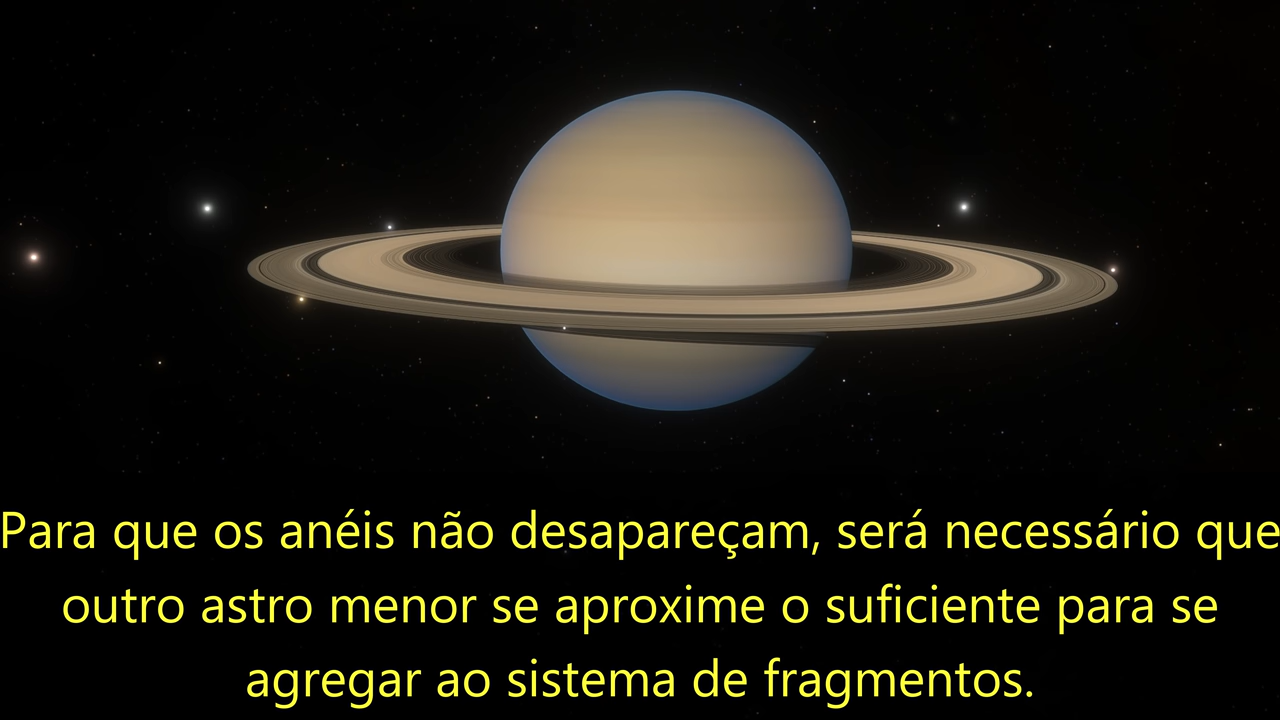 Para que os anéis não desapareçam, será necessário que
outro astro menor se aproxime o suficiente para se
agregar ao sistema de fragmentos.